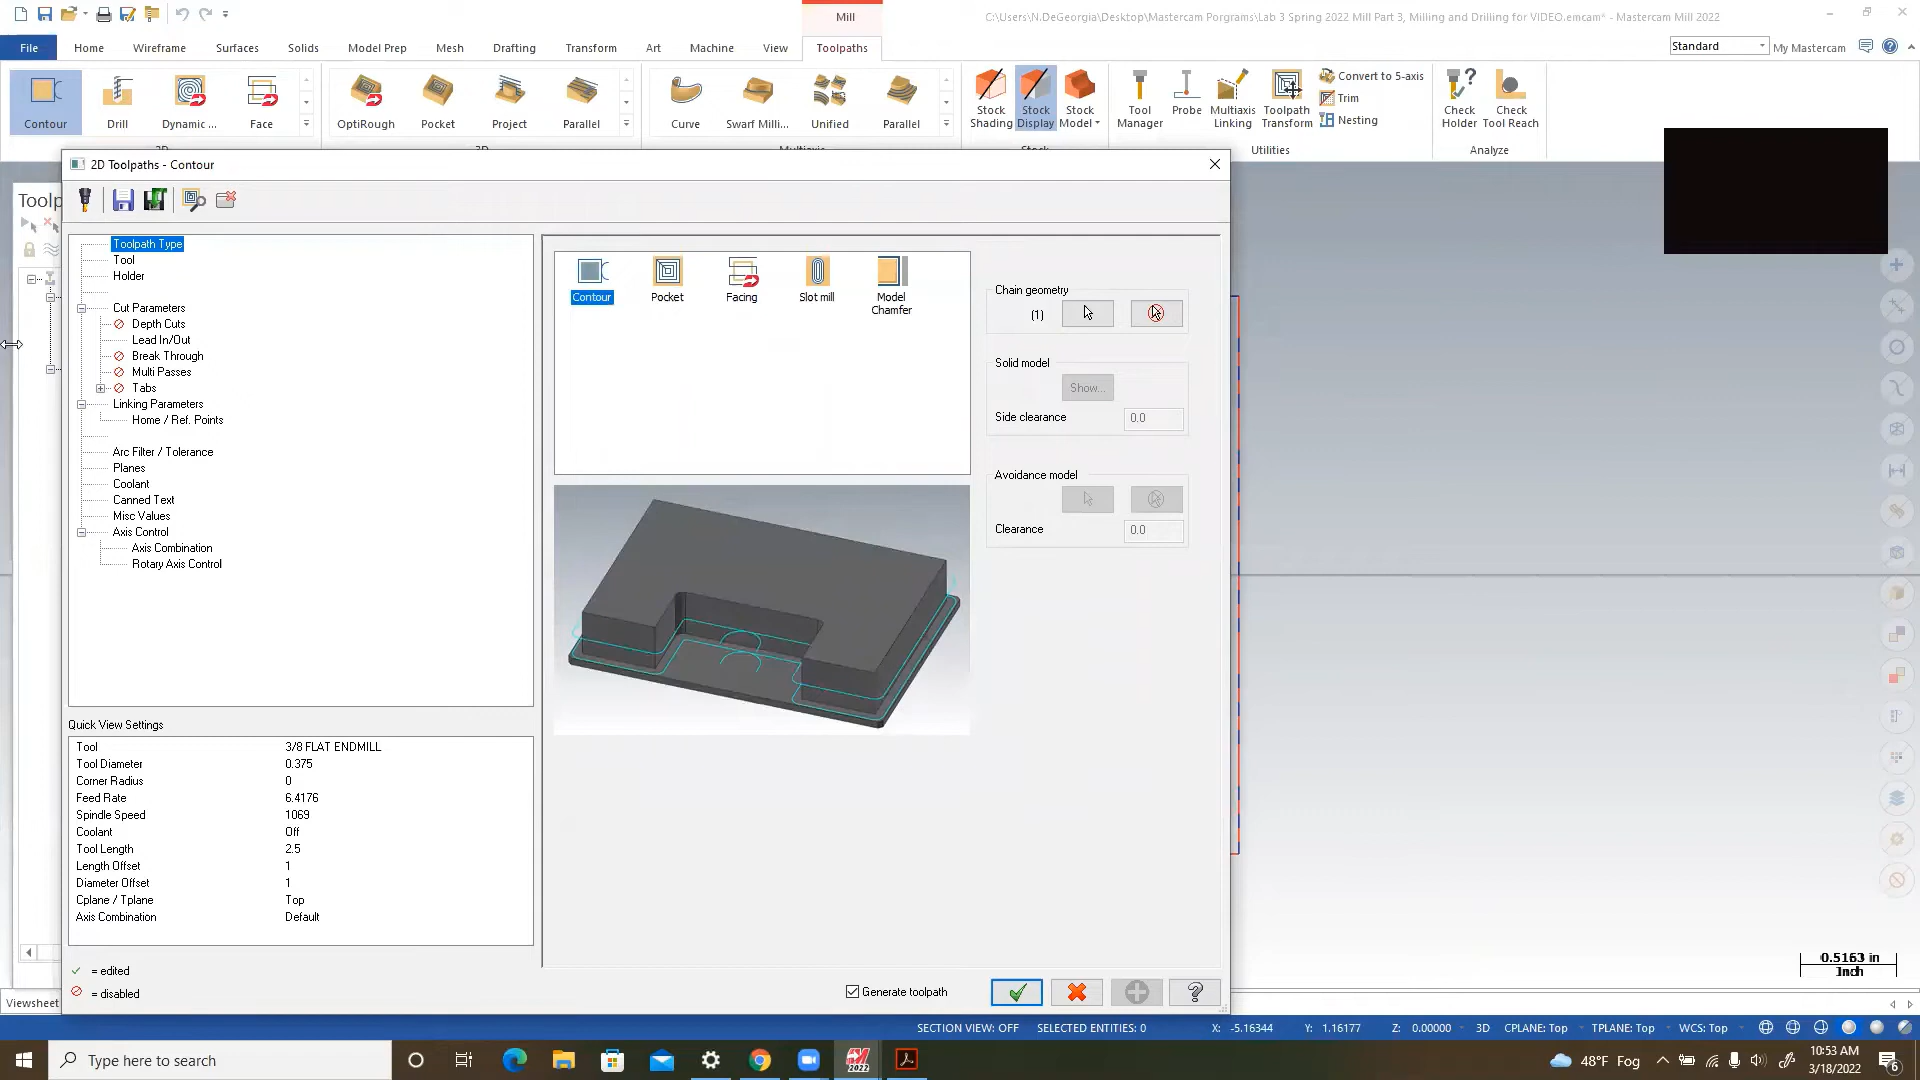 Mill
C:\Users\N.DeGeorgia\Desktop\Mastercam Porgrams\Lab 3 Spring 2022 Mill Part 3, Milling and Drilling for VIDEO.emcam* - Mastercam Mill 2022
File Home Wireframe Surfaces Solids Model Prep Mesh Drafting Transform Art Machine View Toolpaths
Standard My Mastercam
Contour Drill Dynamic ... Face OptiRough Pocket Project Parallel Curve Swarf Milli... Unified Parallel
Stock Shading
Stock Display
Stock Model
Tool Manager
Probe
Multiaxis Linking
Toolpath Transform
Convert to 5-axis
Trim
Nesting
Check Holder
Check Tool Reach
Stock Utilities Analyze
2D Toolpaths - Contour
Toolp
Toolpath Type
Tool
Holder
Cut Parameters
Depth Cuts
Lead In/Out
Break Through
Multi Passes
Tabs
Linking Parameters
Home / Ref. Points
Arc Filter / Tolerance
Planes
Coolant
Canned Text
Misc Values
Axis Control
Axis Combination
Rotary Axis Control
Contour Pocket Facing Slot mill Model Chamfer
Chain geometry
(1)
Solid model
Show...
Side clearance 0.0
Avoidance model
Clearance 0.0
Quick View Settings
Tool 3/8 FLAT ENDMILL
Tool Diameter 0.375
Corner Radius 0
Feed Rate 6.4176
Spindle Speed 1069
Coolant Off
Tool Length 2.5
Length Offset 1
Diameter Offset 1
Cplane / Tplane Top
Axis Combination Default
= edited
= disabled
Generate toolpath
0.5163 in
Inch
Viewsheet
SECTION VIEW: OFF SELECTED ENTITIES: 0 X: -5.16344 Y: 1.16177 Z: 0.00000 3D CPLANE: Top TPLANE: Top WCS: Top
Type here to search
2022
48°F Fog
10:53 AM
3/18/2022
6